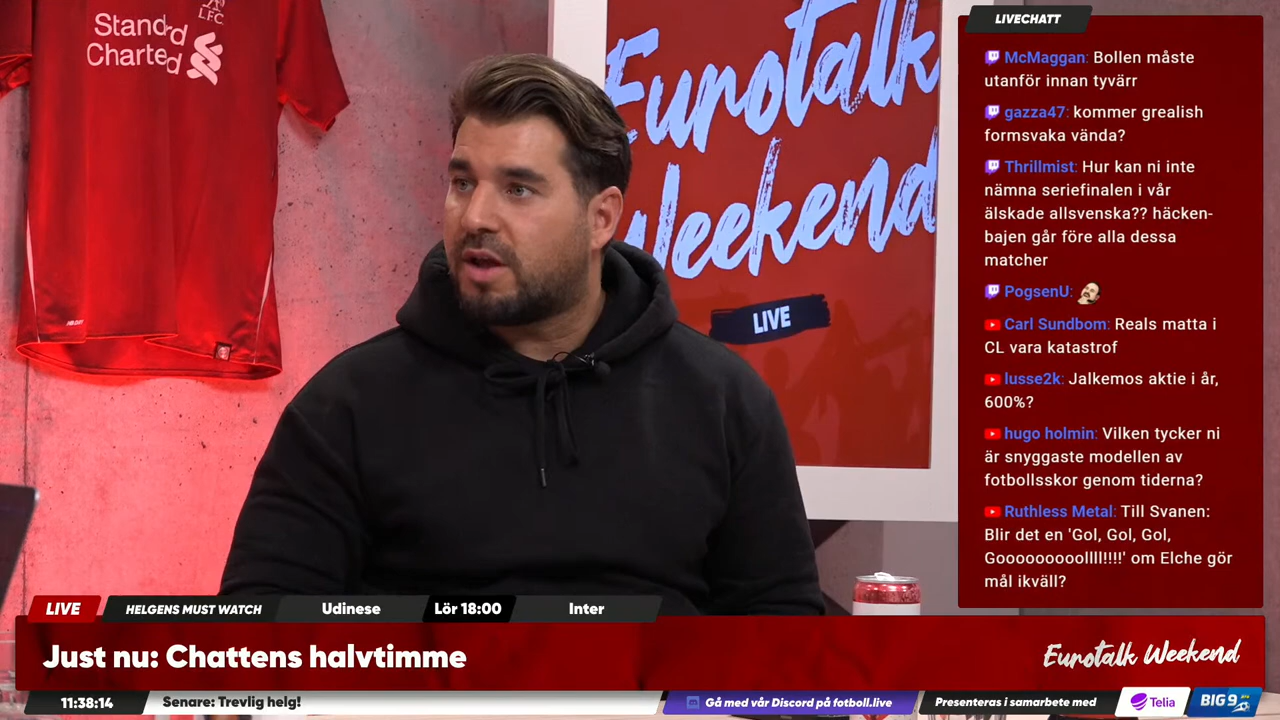 LFC
Standard
Chartered
Eurotalk
Weekend
LIVE
LIVECHATT
McMaggan: Bollen måste
utanför innan tyvärr
gazza47: kommer grealish
formsvaka vända?
Thrillmist: Hur kan ni inte
nämna seriefinalen i vår
älskade allsvenska?? häcken-
bajen går före alla dessa
matcher
PogsenU:
Carl Sundbom: Reals matta i
CL vara katastrof
lusse2k: Jalkemos aktie i år,
600%?
hugo holmin: Vilken tycker ni
är snyggaste modellen av
fotbollsskor genom tiderna?
Ruthless Metal: Till Svanen:
Blir det en 'Gol, Gol, Gol,
Gooooooooollll!!!!' om Elche gör
mål ikväll?
LIVE HELGENS MUST WATCH Udinese Lör 18:00 Inter
Just nu: Chattens halvtimme
Eurotalk Weekend
11:38:14 Senare: Trevlig helg! Gå med vår Discord på fotboll.live Presenteras i samarbete med Telia BIG 9